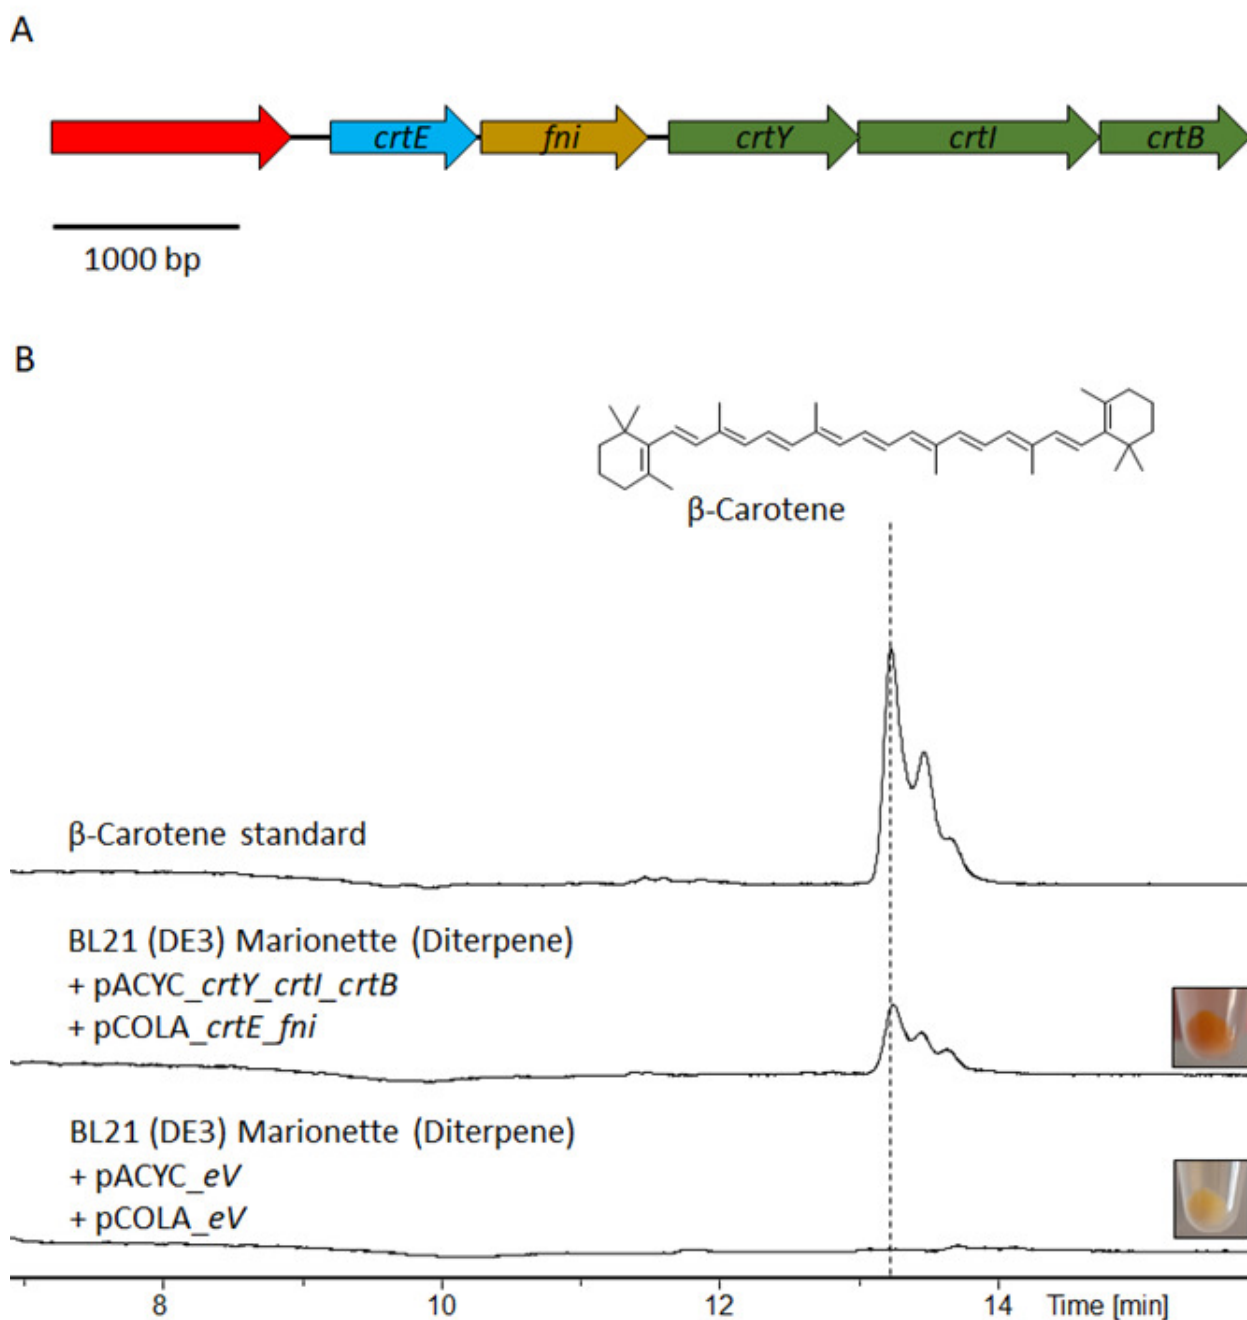 A
crtE fni crtY crtI crtB
1000 bp
B
β-Carotene
β-Carotene standard
BL21 (DE3) Marionette (Diterpene)
+ pACYC_crtY_crtI_crtB
+ pCOLA_crtE_fni
BL21 (DE3) Marionette (Diterpene)
+ pACYC_eV
+ pCOLA_eV
8 10 12 14 Time [min]